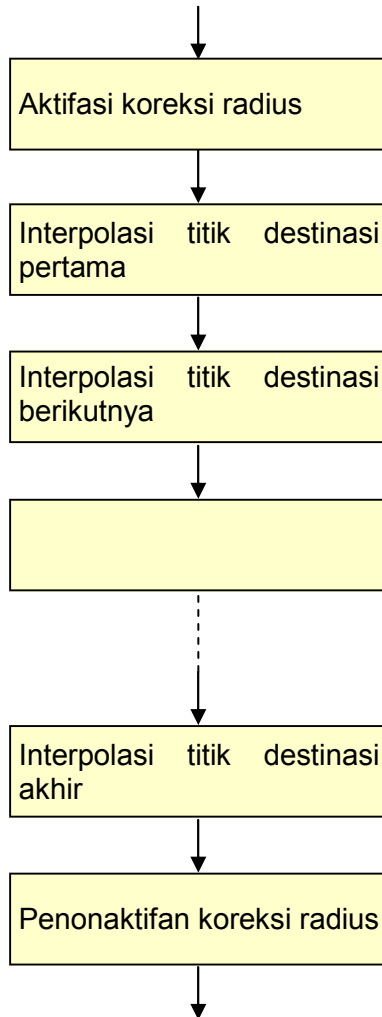 Aktifasi koreksi radius
Interpolasi titik destinasi
pertama
Interpolasi titik destinasi
berikutnya
Interpolasi titik destinasi
akhir
Penonaktifan koreksi radius